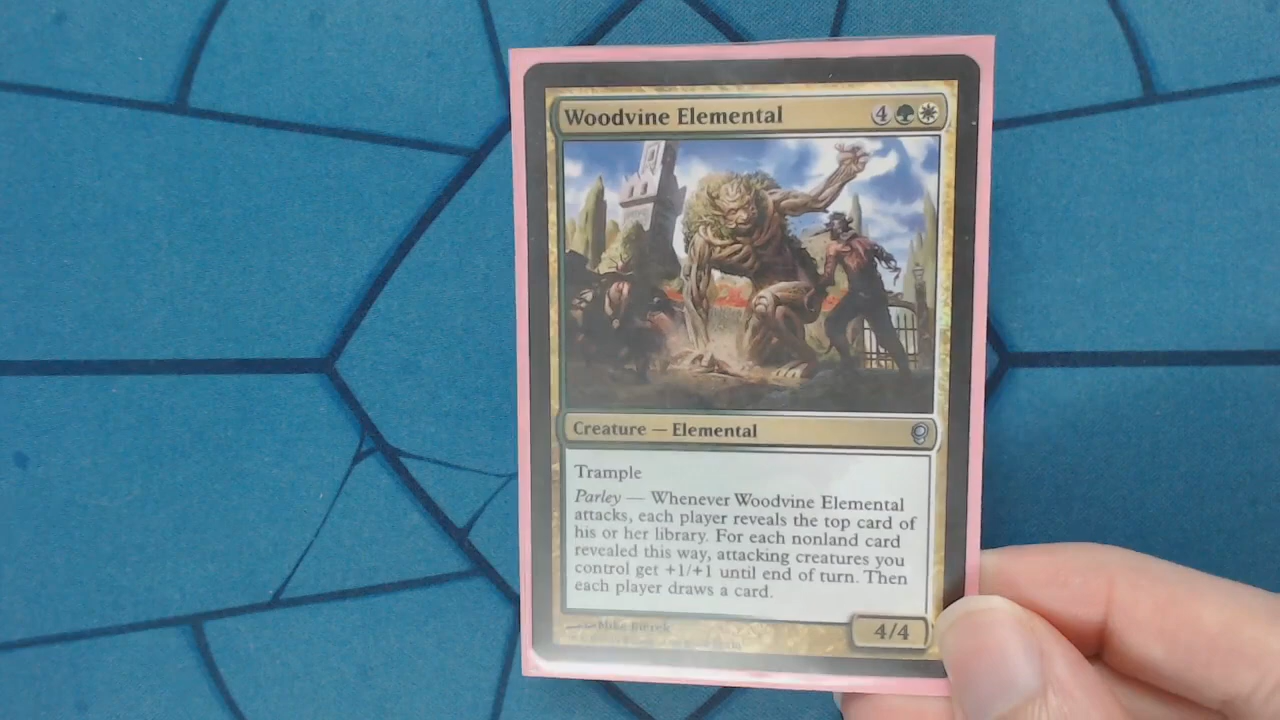 Woodvine Elemental 4
Creature — Elemental
Trample
Parley — Whenever Woodvine Elemental
attacks, each player reveals the top card of
his or her library. For each nonland card
revealed this way, attacking creatures you
control get +1/+1 until end of turn. Then
each player draws a card.
4/4
Mike Bierek